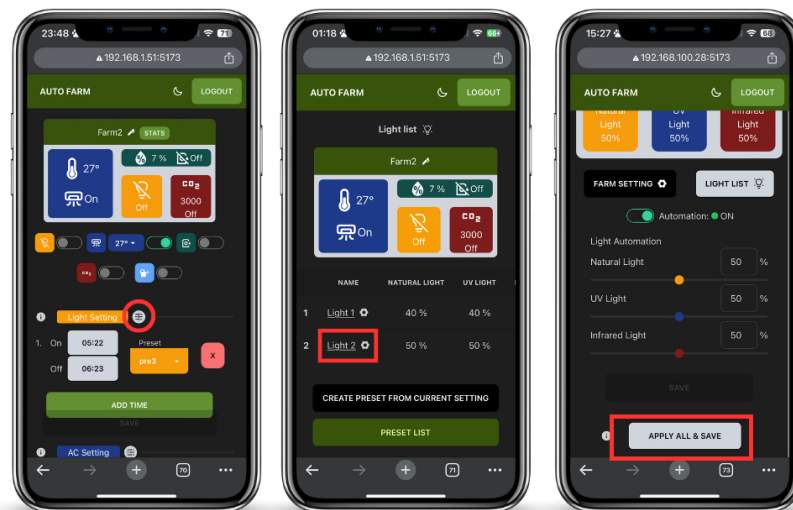 23:48
71
192.168.1.51:5173
AUTO FARM
LOGOUT
Farm2
STATS
27°
7 %
Off
On
Off
CO2
3000
Off
27°
CO2
Light Setting
1. On
05:22
Preset
pre3
X
Off
06:23
ADD TIME
SAVE
AC Setting
70
01:18
66
192.168.1.51:5173
AUTO FARM
LOGOUT
Light list
Farm2
27°
7 %
Off
On
Off
CO2
3000
Off
NAME
NATURAL LIGHT
UV LIGHT
1
Light 1
40 %
40 %
2
Light 2
50 %
50 %
CREATE PRESET FROM CURRENT SETTING
PRESET LIST
71
15:27
68
192.168.100.28:5173
AUTO FARM
LOGOUT
Natural
Light
50%
UV
Light
50%
Infrared
Light
50%
FARM SETTING
LIGHT LIST
Automation: ON
Light Automation
Natural Light
50 %
UV Light
50 %
Infrared Light
50 %
SAVE
APPLY ALL & SAVE
73